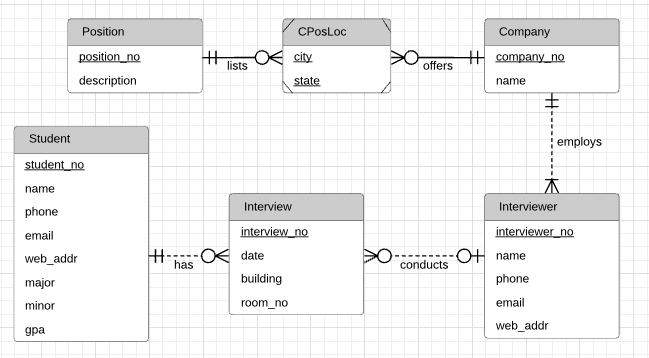 Position
position_no
description
lists
CPosLoc
city
state
offers
Company
company_no
name
employs
Student
student_no
name
phone
email
web_addr
major
minor
gpa
has
Interview
interview_no
date
building
room_no
conducts
Interviewer
interviewer_no
name
phone
email
web_addr